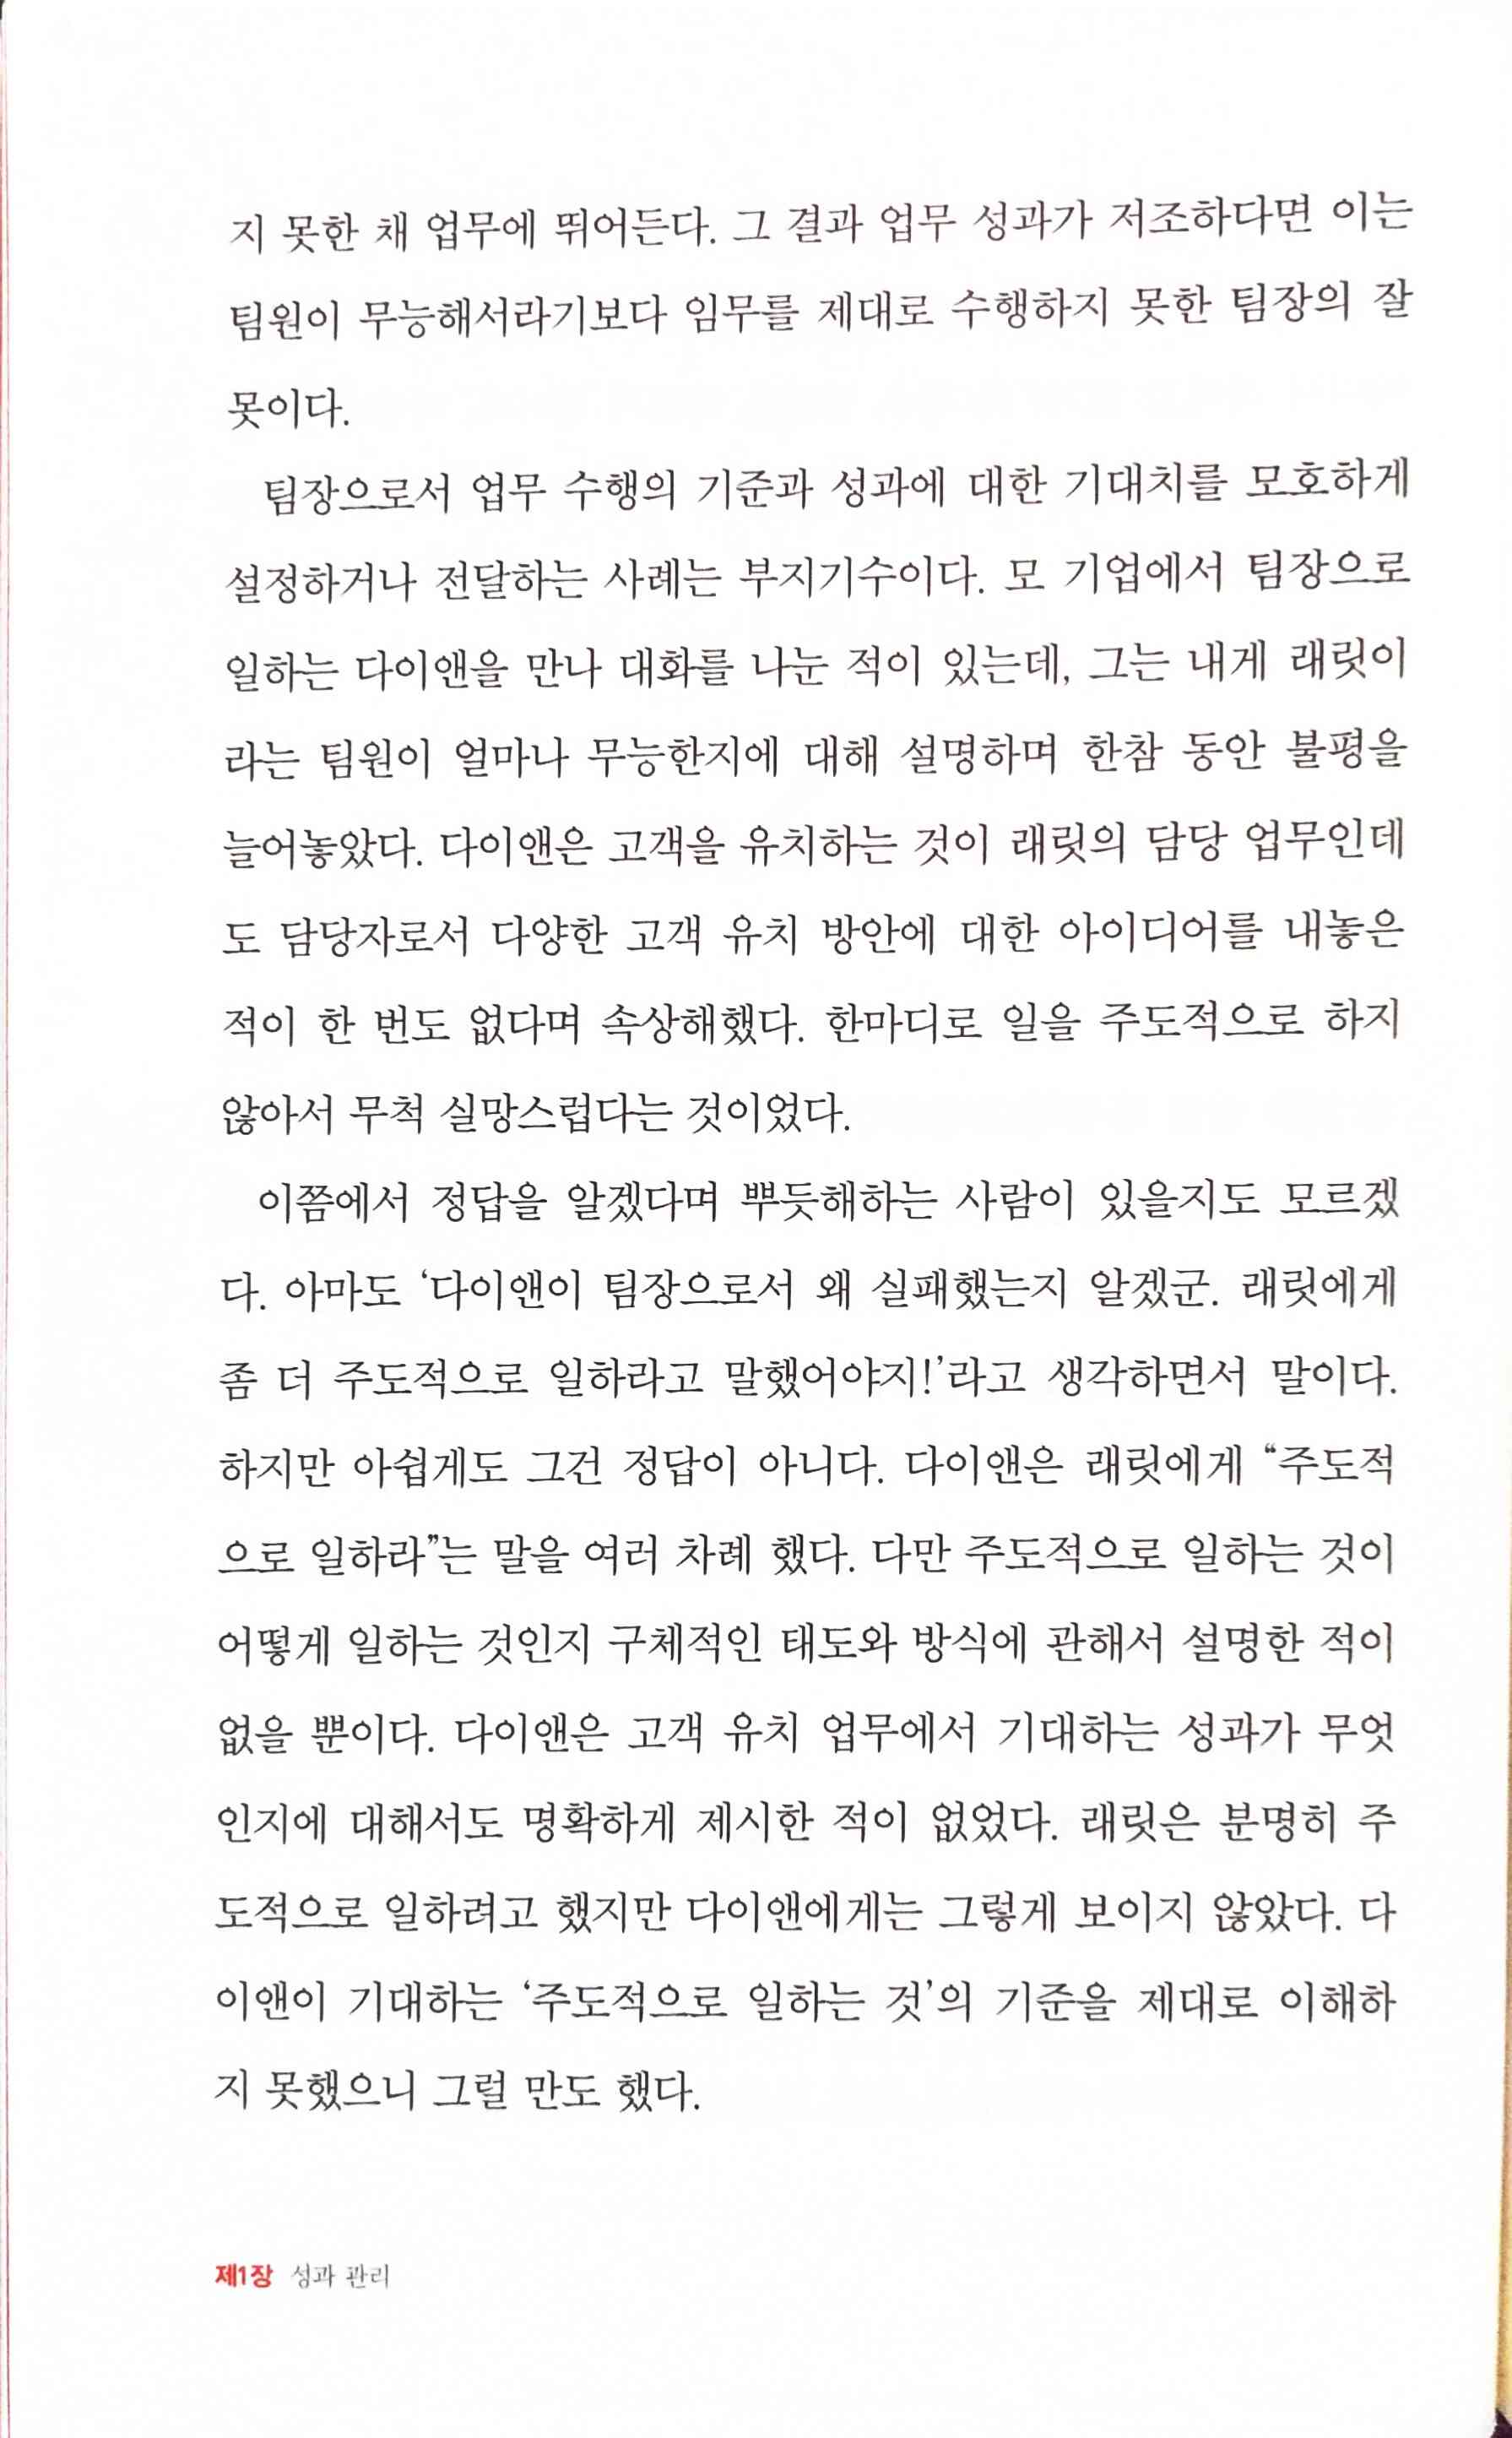 지 못한 채 업무에 뛰어든다. 그 결과 업무 성과가 저조하다면 이는
팀원이 무능해서라기보다 임무를 제대로 수행하지 못한 팀장의 잘
못이다.
팀장으로서 업무 수행의 기준과 성과에 대한 기대치를 모호하게
설정하거나 전달하는 사례는 부지기수이다. 모 기업에서 팀장으로
일하는 다이앤을 만나 대화를 나눈 적이 있는데, 그는 내게 래릿이
라는 팀원이 얼마나 무능한지에 대해 설명하며 한참 동안 불평을
늘어놓았다. 다이앤은 고객을 유치하는 것이 래릿의 담당 업무인데
도 담당자로서 다양한 고객 유치 방안에 대한 아이디어를 내놓은
적이 한 번도 없다며 속상해했다. 한마디로 일을 주도적으로 하지
않아서 무척 실망스럽다는 것이었다.
이쯤에서 정답을 알겠다며 뿌듯해하는 사람이 있을지도 모르겠
다. 아마도 ‘다이앤이 팀장으로서 왜 실패했는지 알겠군. 래릿에게
좀 더 주도적으로 일하라고 말했어야지!’라고 생각하면서 말이다.
하지만 아쉽게도 그건 정답이 아니다. 다이앤은 래릿에게 “주도적
으로 일하라”는 말을 여러 차례 했다. 다만 주도적으로 일하는 것이
어떻게 일하는 것인지 구체적인 태도와 방식에 관해서 설명한 적이
없을 뿐이다. 다이앤은 고객 유치 업무에서 기대하는 성과가 무엇
인지에 대해서도 명확하게 제시한 적이 없었다. 래릿은 분명히 주
도적으로 일하려고 했지만 다이앤에게는 그렇게 보이지 않았다. 다
이앤이 기대하는 ‘주도적으로 일하는 것’의 기준을 제대로 이해하
지 못했으니 그럴 만도 했다.
제1장 성과 관리